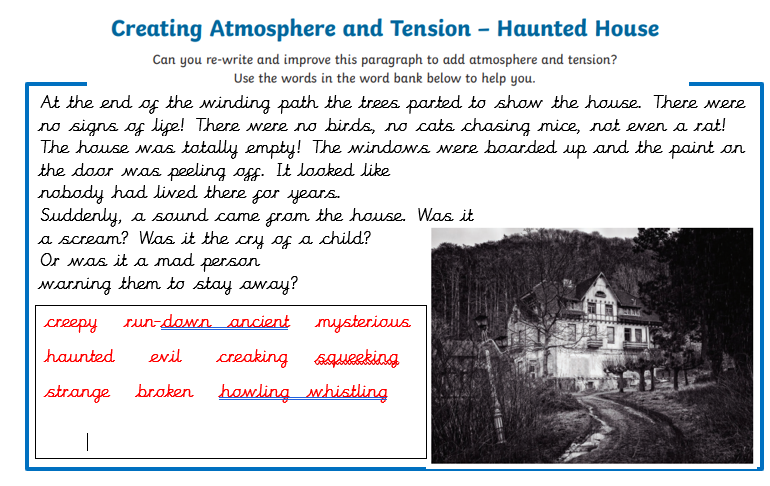 Creating Atmosphere and Tension – Haunted House
Can you re-write and improve this paragraph to add atmosphere and tension?
Use the words in the word bank below to help you.
At the end of the winding path the trees parted to show the house. There were
no signs of life! There were no birds, no cats chasing mice, not even a rat!
The house was totally empty! The windows were boarded up and the paint on
the door was peeling off. It looked like
nobody had lived there for years.
Suddenly, a sound came from the house. Was it
a scream? Was it the cry of a child?
Or was it a mad person
warning them to stay away?
creepy run-down ancient mysterious
haunted evil creaking squeeking
strange broken howling whistling